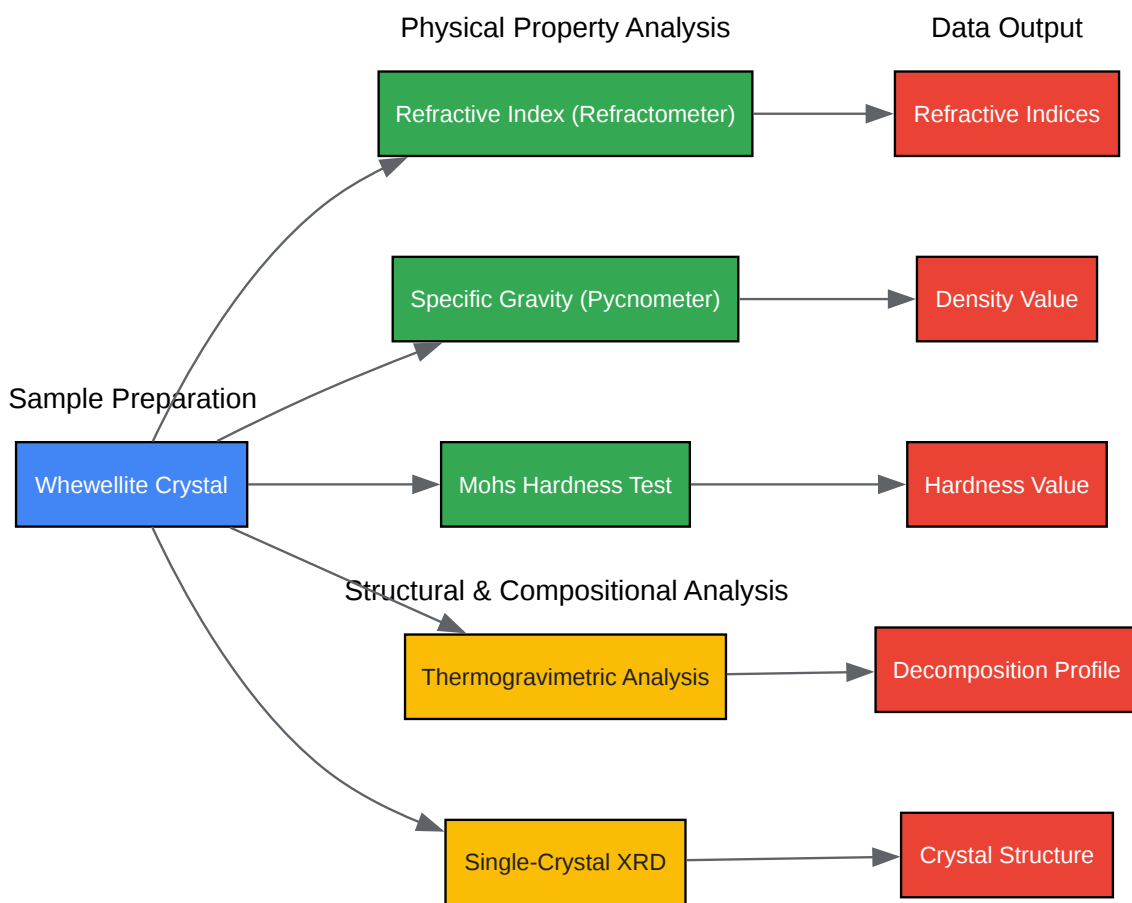 Physical Property Analysis
Data Output
Refractive Index (Refractometer)
Refractive Indices
Specific Gravity (Pycnometer)
Density Value
Sample Preparation
Whewellite Crystal
Mohs Hardness Test
Hardness Value
Structural & Compositional Analysis
Thermogravimetric Analysis
Decomposition Profile
Single-Crystal XRD
Crystal Structure